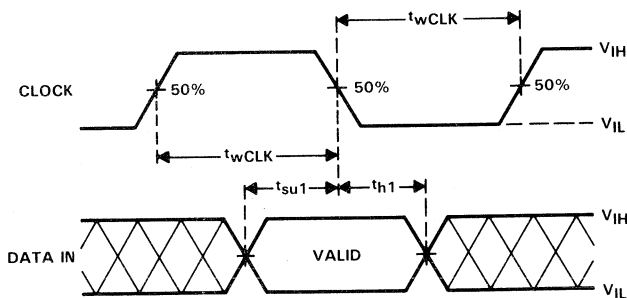 twCLK
VIH
CLOCK
50%
50%
50%
VIL
twCLK
tsu1
th1
VIH
DATA IN
VALID
VIL